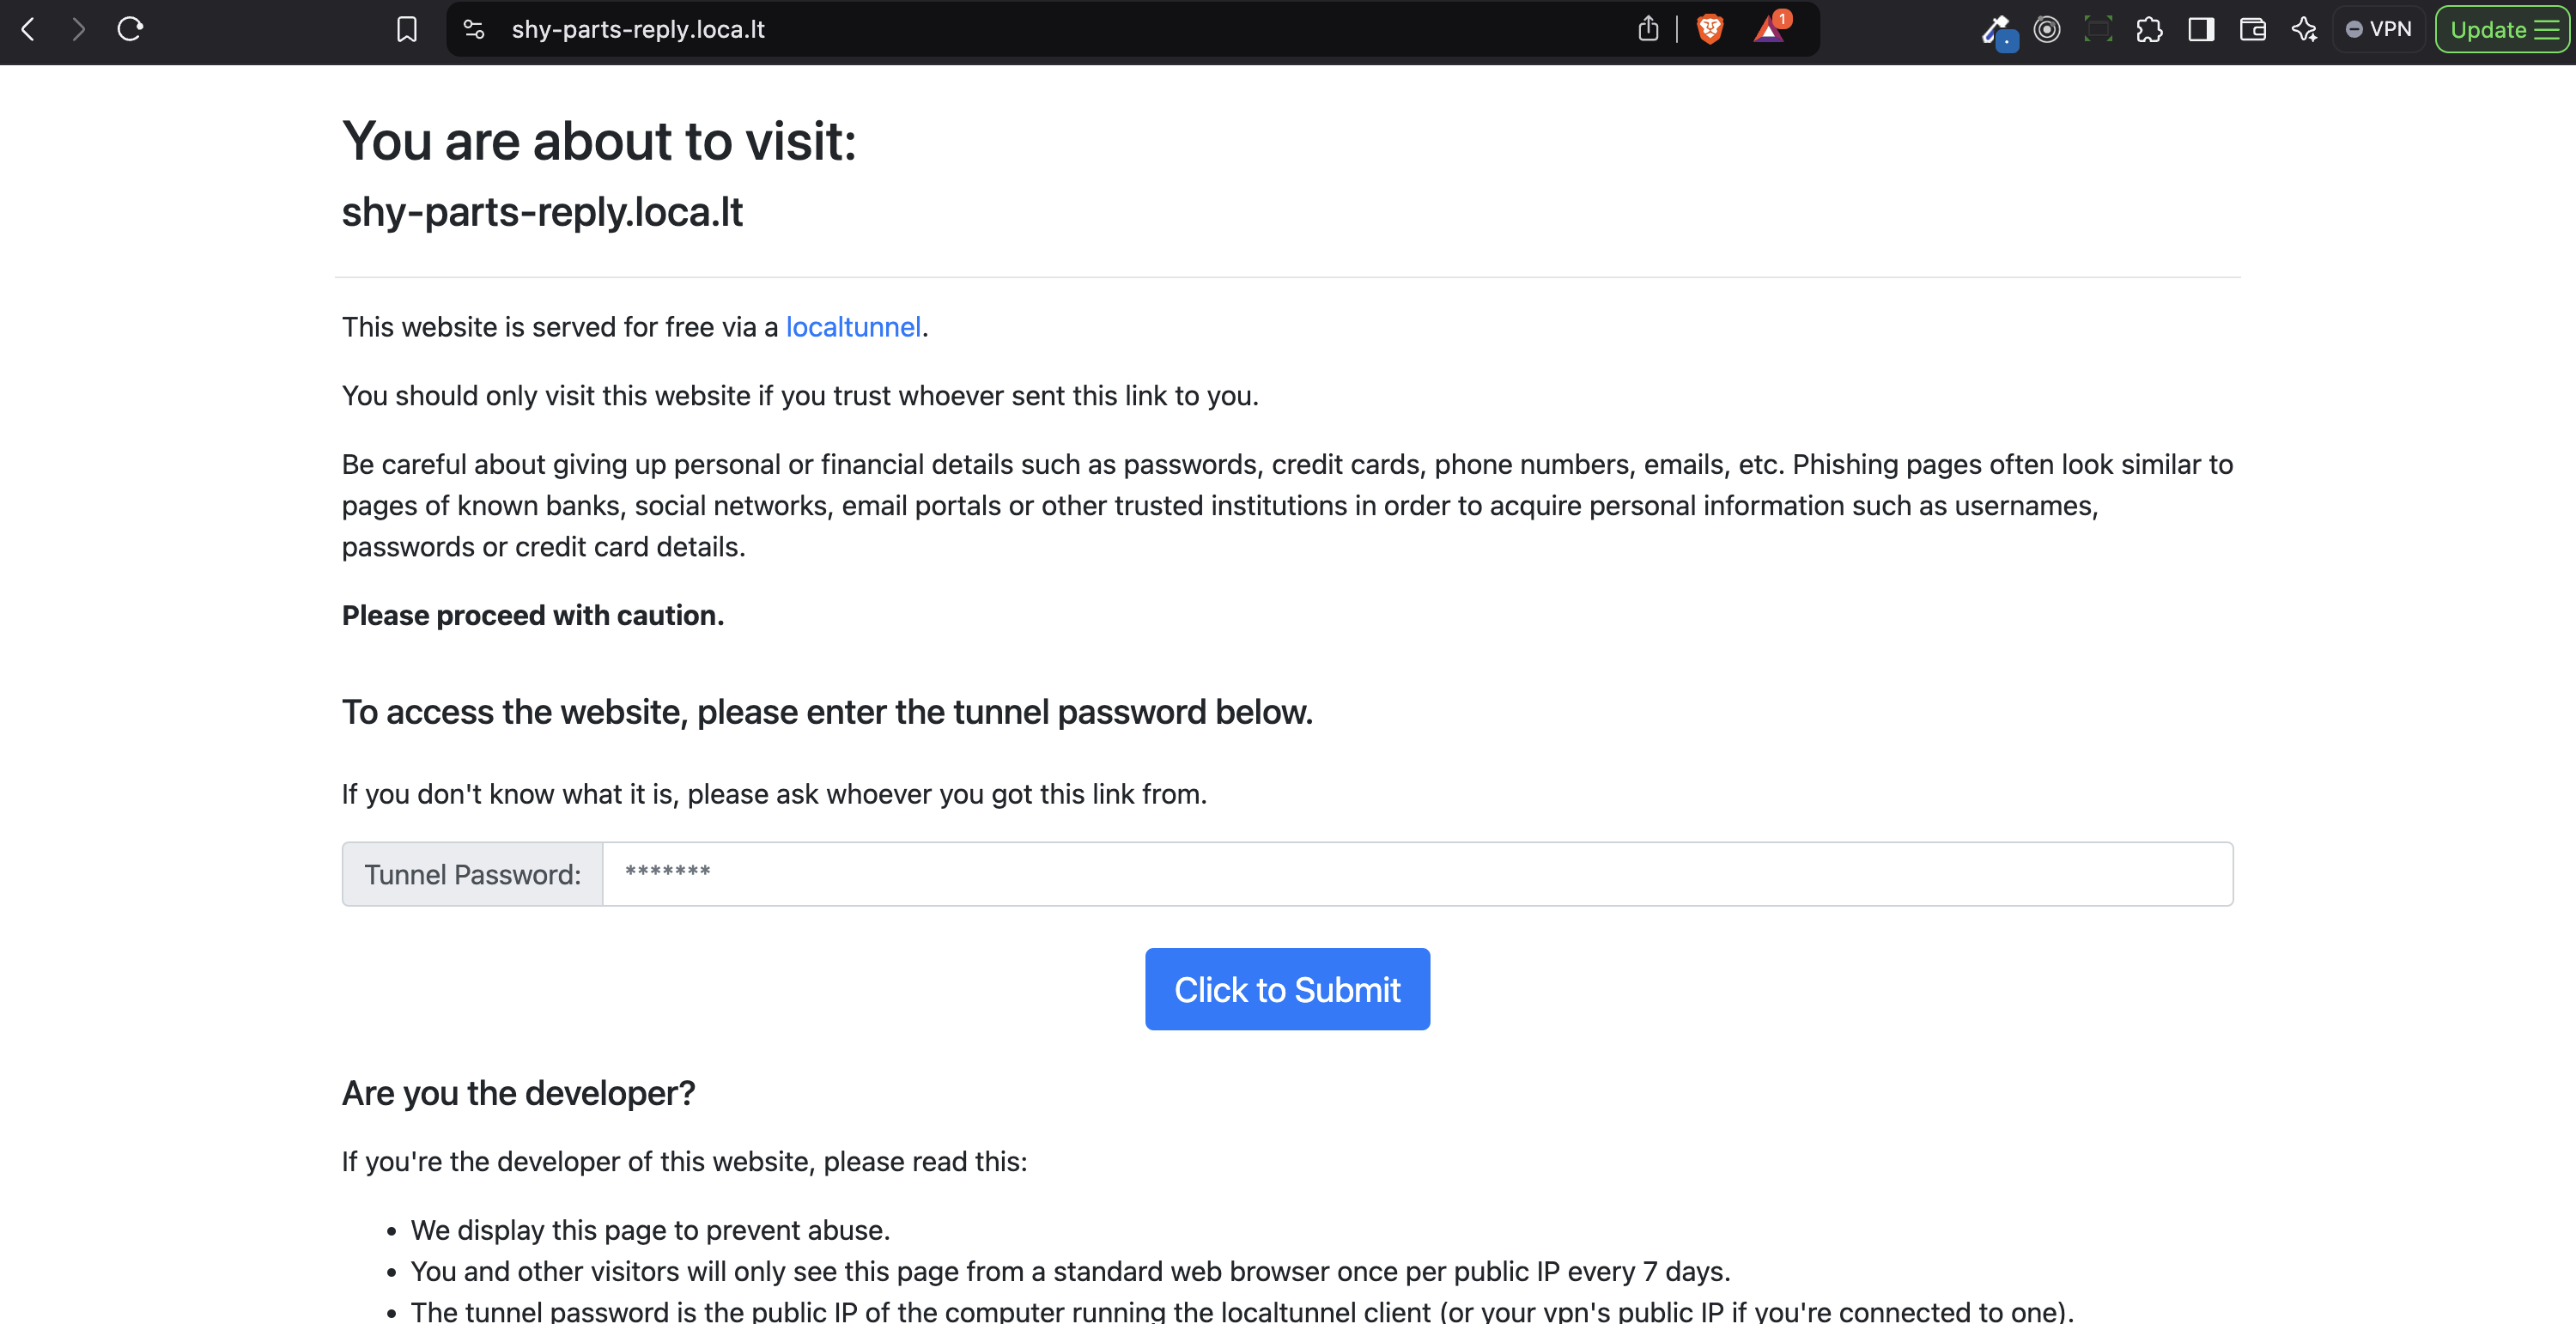 shy-parts-reply.loca.lt
1
VPN
Update
You are about to visit:
shy-parts-reply.loca.lt
This website is served for free via a localtunnel.
You should only visit this website if you trust whoever sent this link to you.
Be careful about giving up personal or financial details such as passwords, credit cards, phone numbers, emails, etc. Phishing pages often look similar to
pages of known banks, social networks, email portals or other trusted institutions in order to acquire personal information such as usernames,
passwords or credit card details.
Please proceed with caution.
To access the website, please enter the tunnel password below.
If you don't know what it is, please ask whoever you got this link from.
Tunnel Password: *******
Click to Submit
Are you the developer?
If you're the developer of this website, please read this:
• We display this page to prevent abuse.
• You and other visitors will only see this page from a standard web browser once per public IP every 7 days.
• The tunnel password is the public IP of the computer running the localtunnel client (or your vpn's public IP if you're connected to one).